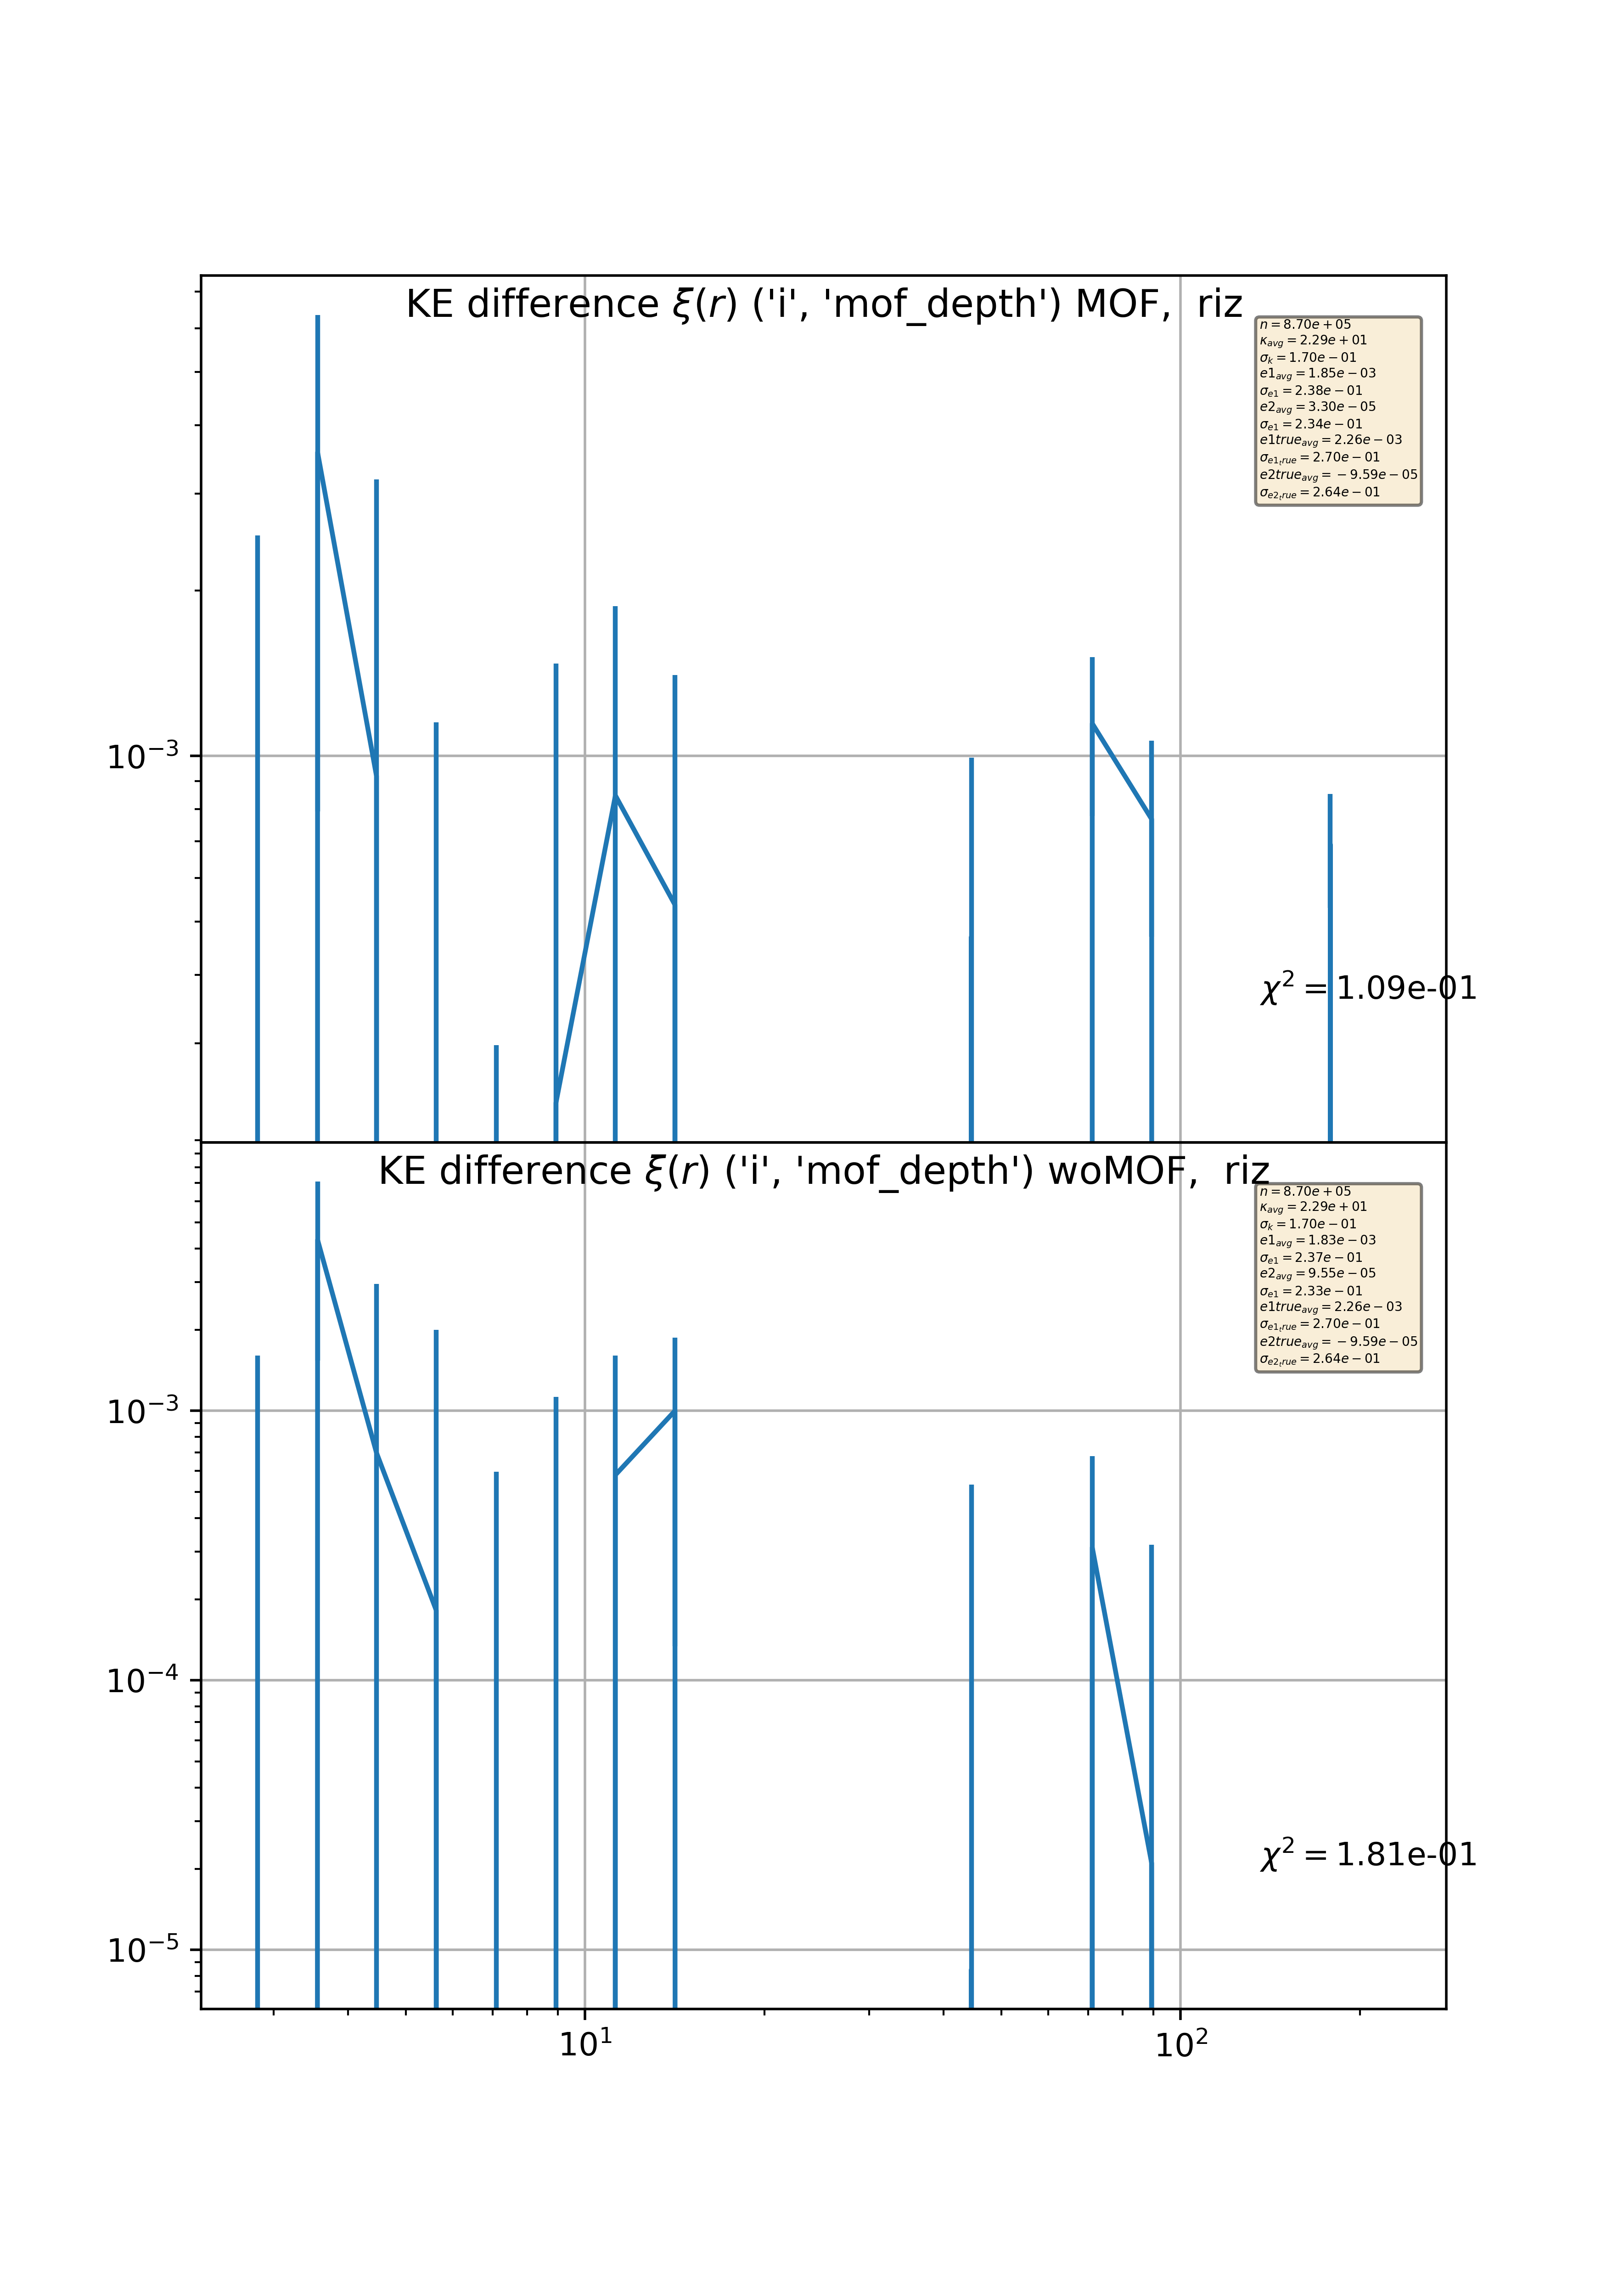 KE difference ξ(r) ('i', 'mof_depth') MOF,  riz
n = 8.70e + 05
κavg = 2.29e + 01
σk = 1.70e − 01
e1avg = 1.85e − 03
σe1 = 2.38e − 01
e2avg = 3.30e − 05
σe1 = 2.34e − 01
e1trueavg = 2.26e − 03
σe1true = 2.70e − 01
e2trueavg = − 9.59e − 05
σe2true = 2.64e − 01
10⁻³
χ² = 1.09e-01
KE difference ξ(r) ('i', 'mof_depth') woMOF,  riz
n = 8.70e + 05
κavg = 2.29e + 01
σk = 1.70e − 01
e1avg = 1.83e − 03
σe1 = 2.37e − 01
e2avg = 9.55e − 05
σe1 = 2.33e − 01
e1trueavg = 2.26e − 03
σe1true = 2.70e − 01
e2trueavg = − 9.59e − 05
σe2true = 2.64e − 01
10⁻³
10⁻⁴
χ² = 1.81e-01
10⁻⁵
10¹ 10²